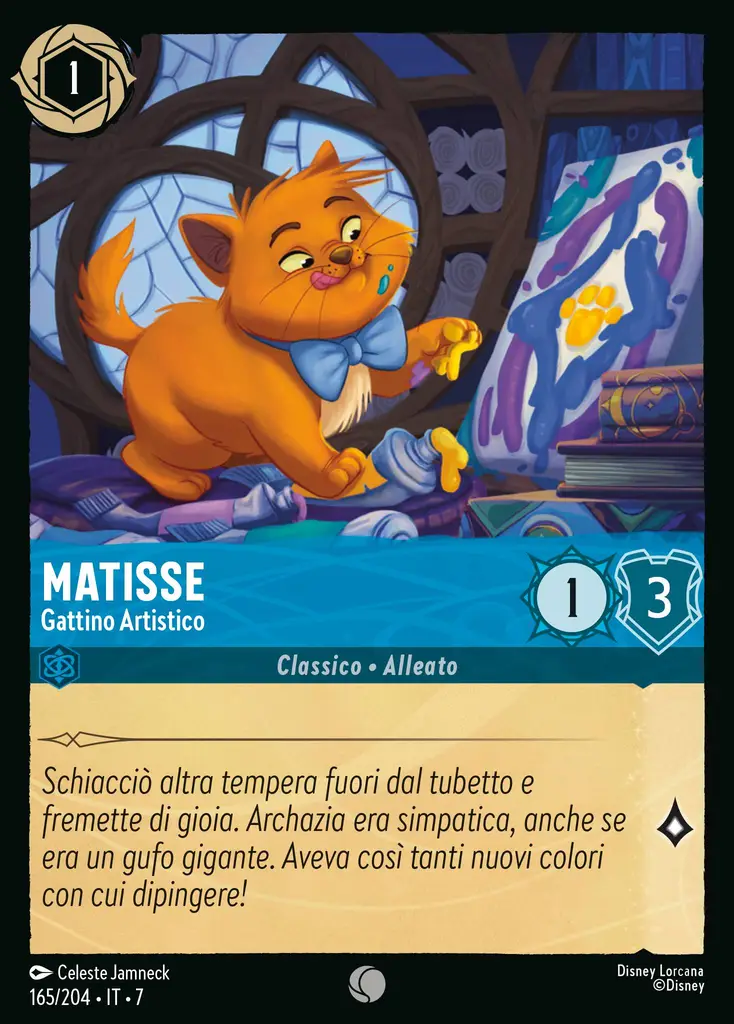 1
MATISSE
Gattino Artistico
1
3
Classico • Alleato
Schiacciò altra tempera fuori dal tubetto e
fremette di gioia. Archazia era simpatica, anche se
era un gufo gigante. Aveva così tanti nuovi colori
con cui dipingere!
Celeste Jamneck
Disney Lorcana
165/204 • IT • 7
©Disney